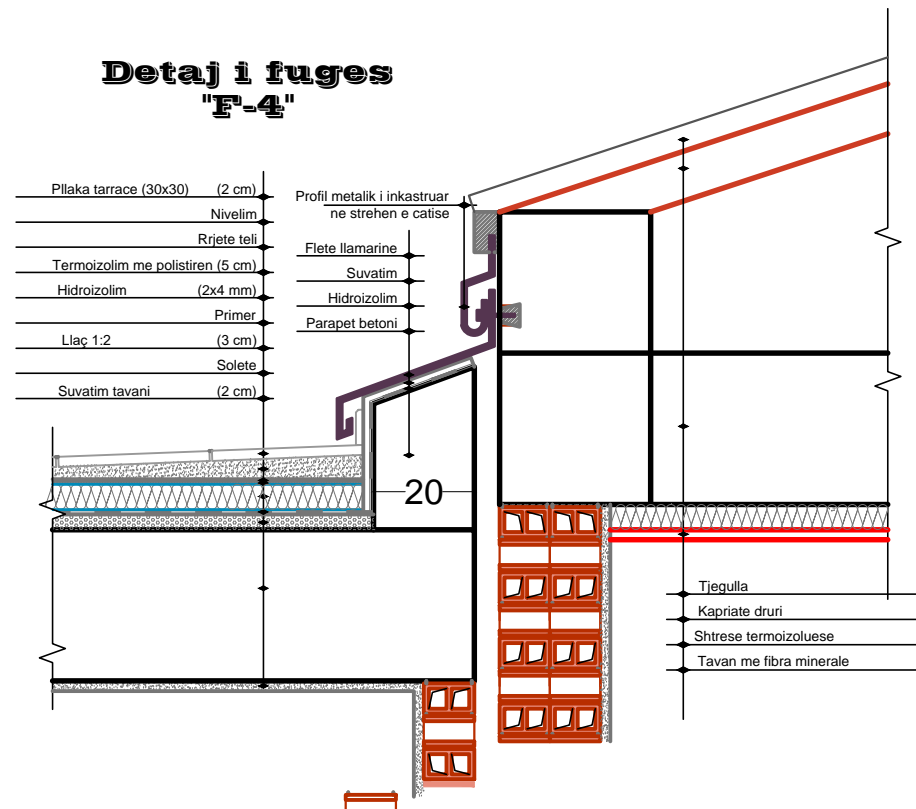 Detaj i fuges
"F-4"
Pllaka tarrace (30x30) (2 cm)
Nivelim
Rrjete teli
Termoizolim me polistiren (5 cm)
Hidroizolim (2x4 mm)
Primer
Llaç 1:2 (3 cm)
Solete
Suvatim tavani (2 cm)
Profil metalik i inkastruar
ne strehen e catise
Flete llamarine
Suvatim
Hidroizolim
Parapet betoni
20
Tjegulla
Kapriate druri
Shtrese termoizoluese
Tavan me fibra minerale